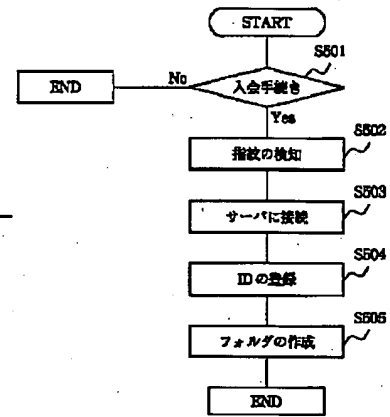 START
S501
入会手続き
No
END
Yes
S502
指紋の検知
S503
サーバに接続
S504
IDの登録
S505
フォルダの作成
END